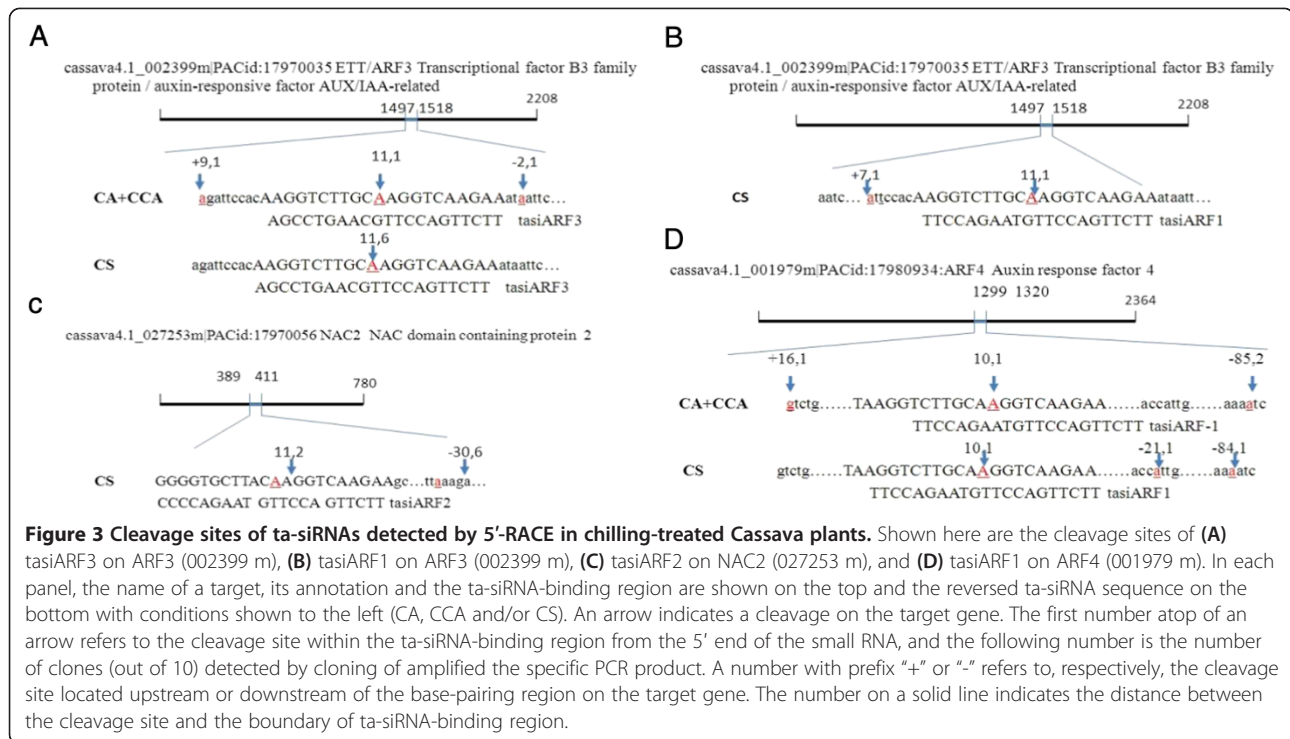 A
cassava4.1_002399m|PACid:17970035 ETT/ARF3 Transcriptional factor B3 family
protein / auxin-responsive factor AUX/IAA-related
1497 1518 2208
+9,1 11,1 -2,1
CA+CCA agattccacAAGGTCTTGCAAGGTCAAGAAataattc...
AGCCTGAACGTTCCAGTTCTT tasiARF3
11,6
CS agattccacAAGGTCTTGCAAGGTCAAGAAataattc...
AGCCTGAACGTTCCAGTTCTT tasiARF3
B
cassava4.1_002399m|PACid:17970035 ETT/ARF3 Transcriptional factor B3 family
protein / auxin-responsive factor AUX/IAA-related
1497 1518 2208
+7,1 11,1
CS aatc... attccacAAGGTCTTGCAAGGTCAAGAAataatt...
TTCCAGAATGTTCCAGTTCTT tasiARF1
C
cassava4.1_027253m|PACid:17970056 NAC2 NAC domain containing protein 2
389 411 780
11,2 -30,6
CS GGGGTGCTTACAAGGTCAAGAAgc...ttaaaga...
CCCCAGAAT GTTCCA GTTCTT tasiARF2
D
cassava4.1_001979m|PACid:17980934:ARF4 Auxin response factor 4
1299 1320 2364
+16,1 10,1 -85,2
CA+CCA gtctg......TAAGGTCTTGCAAGGTCAAGAA......accattg......aaaatc
TTCCAGAATGTTCCAGTTCTT tasiARF-1
10,1 -21,1 -84,1
CS gtctg......TAAGGTCTTGCAAGGTCAAGAA......accattg......aaaatc
TTCCAGAATGTTCCAGTTCTT tasiARF1
Figure 3 Cleavage sites of ta-siRNAs detected by 5′-RACE in chilling-treated Cassava plants. Shown here are the cleavage sites of (A)
tasiARF3 on ARF3 (002399 m), (B) tasiARF1 on ARF3 (002399 m), (C) tasiARF2 on NAC2 (027253 m), and (D) tasiARF1 on ARF4 (001979 m). In each
panel, the name of a target, its annotation and the ta-siRNA-binding region are shown on the top and the reversed ta-siRNA sequence on the
bottom with conditions shown to the left (CA, CCA and/or CS). An arrow indicates a cleavage on the target gene. The first number atop of an
arrow refers to the cleavage site within the ta-siRNA-binding region from the 5′ end of the small RNA, and the following number is the number
of clones (out of 10) detected by cloning of amplified the specific PCR product. A number with prefix “+” or “-” refers to, respectively, the cleavage
site located upstream or downstream of the base-pairing region on the target gene. The number on a solid line indicates the distance between
the cleavage site and the boundary of ta-siRNA-binding region.